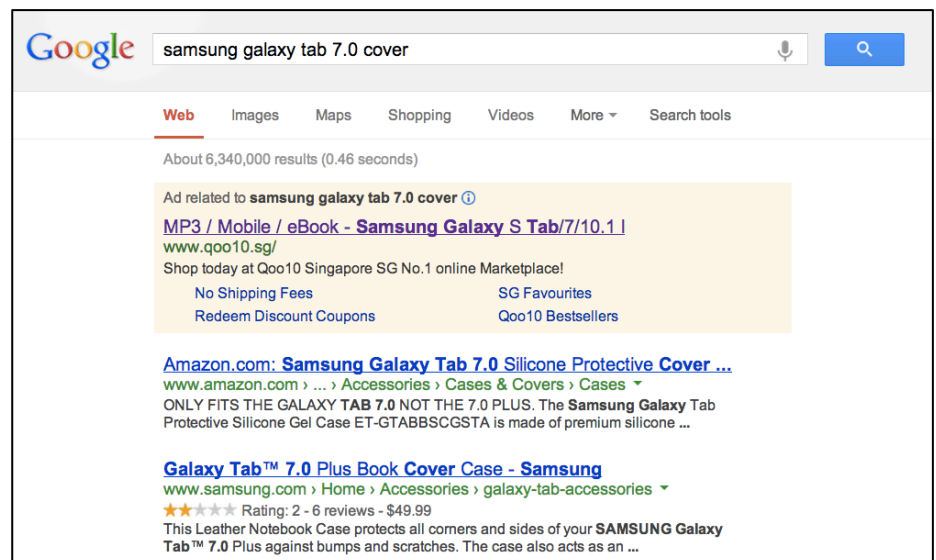 Google samsung galaxy tab 7.0 cover
Web Images Maps Shopping Videos More Search tools
About 6,340,000 results (0.46 seconds)
Ad related to samsung galaxy tab 7.0 cover
MP3 / Mobile / eBook - Samsung Galaxy S Tab/7/10.1 l
www.qoo10.sg/
Shop today at Qoo10 Singapore SG No.1 online Marketplace!
No Shipping Fees SG Favourites
Redeem Discount Coupons Qoo10 Bestsellers
Amazon.com: Samsung Galaxy Tab 7.0 Silicone Protective Cover ...
www.amazon.com › ... › Accessories › Cases & Covers › Cases
ONLY FITS THE GALAXY TAB 7.0 NOT THE 7.0 PLUS. The Samsung Galaxy Tab
Protective Silicone Gel Case ET-GTABBSCGSTA is made of premium silicone ...
Galaxy Tab™ 7.0 Plus Book Cover Case - Samsung
www.samsung.com › Home › Accessories › galaxy-tab-accessories
Rating: 2 - 6 reviews - $49.99
This Leather Notebook Case protects all corners and sides of your SAMSUNG Galaxy
Tab™ 7.0 Plus against bumps and scratches. The case also acts as an ...